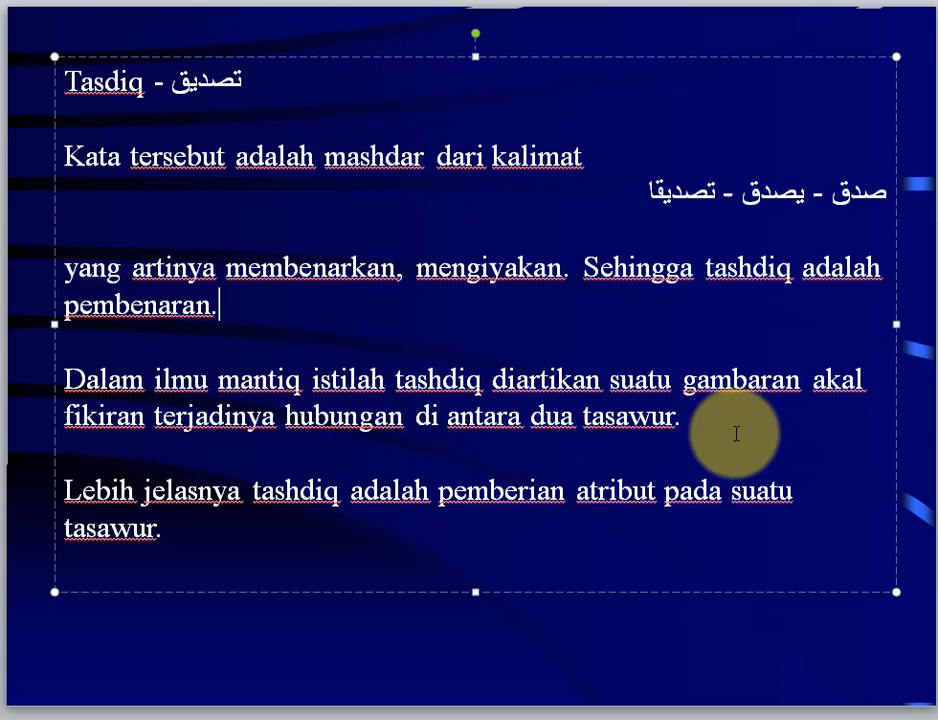 Tasdiq - تصديق
Kata tersebut adalah mashdar dari kalimat
صدق - يصدق - تصديقا
yang artinya membenarkan, mengiyakan. Sehingga tashdiq adalah
pembenaran.
Dalam ilmu mantiq istilah tashdiq diartikan suatu gambaran akal
fikiran terjadinya hubungan di antara dua tasawur.
Lebih jelasnya tashdiq adalah pemberian atribut pada suatu
tasawur.